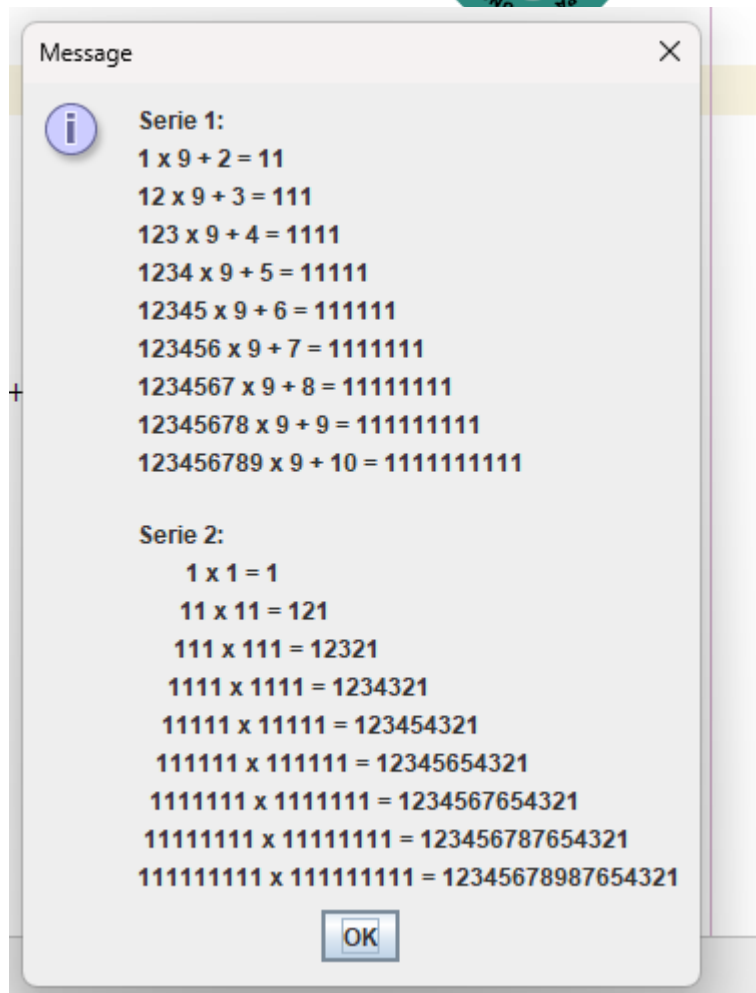 Message
Serie 1:
1 x 9 + 2 = 11
12 x 9 + 3 = 111
123 x 9 + 4 = 1111
1234 x 9 + 5 = 11111
12345 x 9 + 6 = 111111
123456 x 9 + 7 = 1111111
1234567 x 9 + 8 = 11111111
12345678 x 9 + 9 = 111111111
123456789 x 9 + 10 = 1111111111
+
Serie 2:
1 x 1 = 1
11 x 11 = 121
111 x 111 = 12321
1111 x 1111 = 1234321
11111 x 11111 = 123454321
111111 x 111111 = 12345654321
1111111 x 1111111 = 1234567654321
11111111 x 11111111 = 123456787654321
111111111 x 111111111 = 12345678987654321
OK